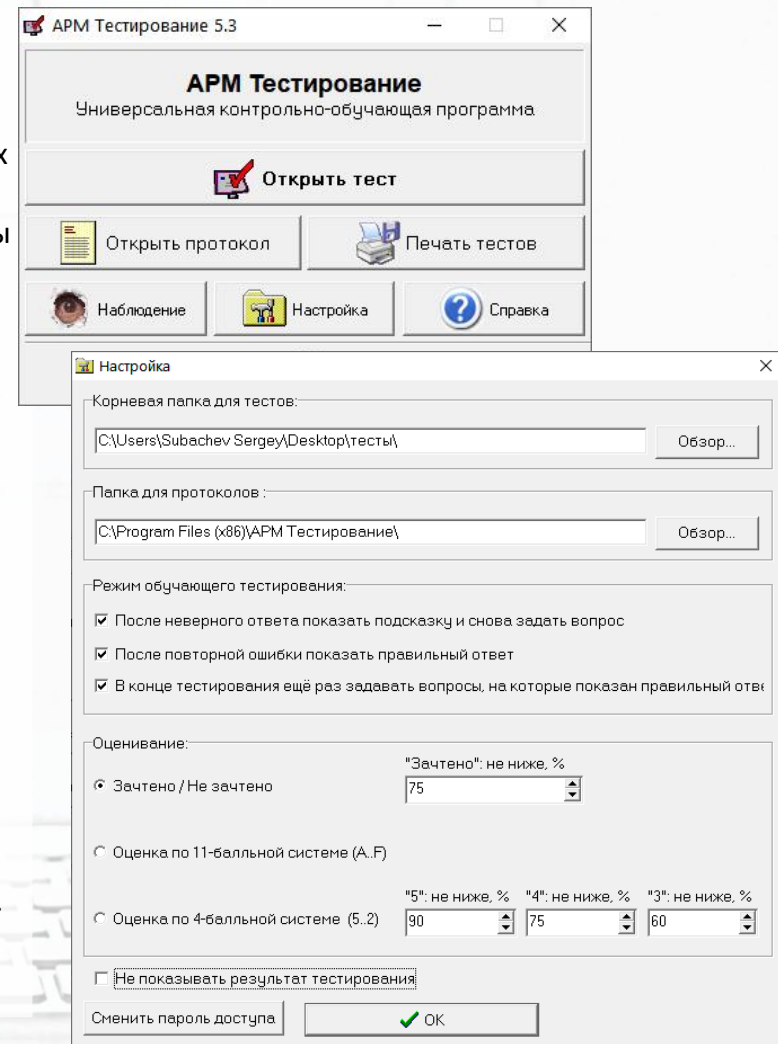 АРМ Тестирование 5.3
АРМ Тестирование
Универсальная контрольно-обучающая программа
х
Открыть тест
ы
Открыть протокол
Печать тестов
Наблюдение
Настройка
Справка
Настройка
Корневая папка для тестов:
C:\Users\Subachev Sergey\Desktop\тесты\
Обзор...
Папка для протоколов :
C:\Program Files (x86)\АРМ Тестирование\
Обзор...
Режим обучающего тестирования:
После неверного ответа показать подсказку и снова задать вопрос
После повторной ошибки показать правильный ответ
В конце тестирования ещё раз задавать вопросы, на которые показан правильный отве
Оценивание:
"Зачтено": не ниже, %
Зачтено / Не зачтено
75
Оценка по 11-балльной системе (A..F)
"5": не ниже, % "4": не ниже, % "3": не ниже, %
Оценка по 4-балльной системе (5..2)
90 75 60
Не показывать результат тестирования
Сменить пароль доступа
OK